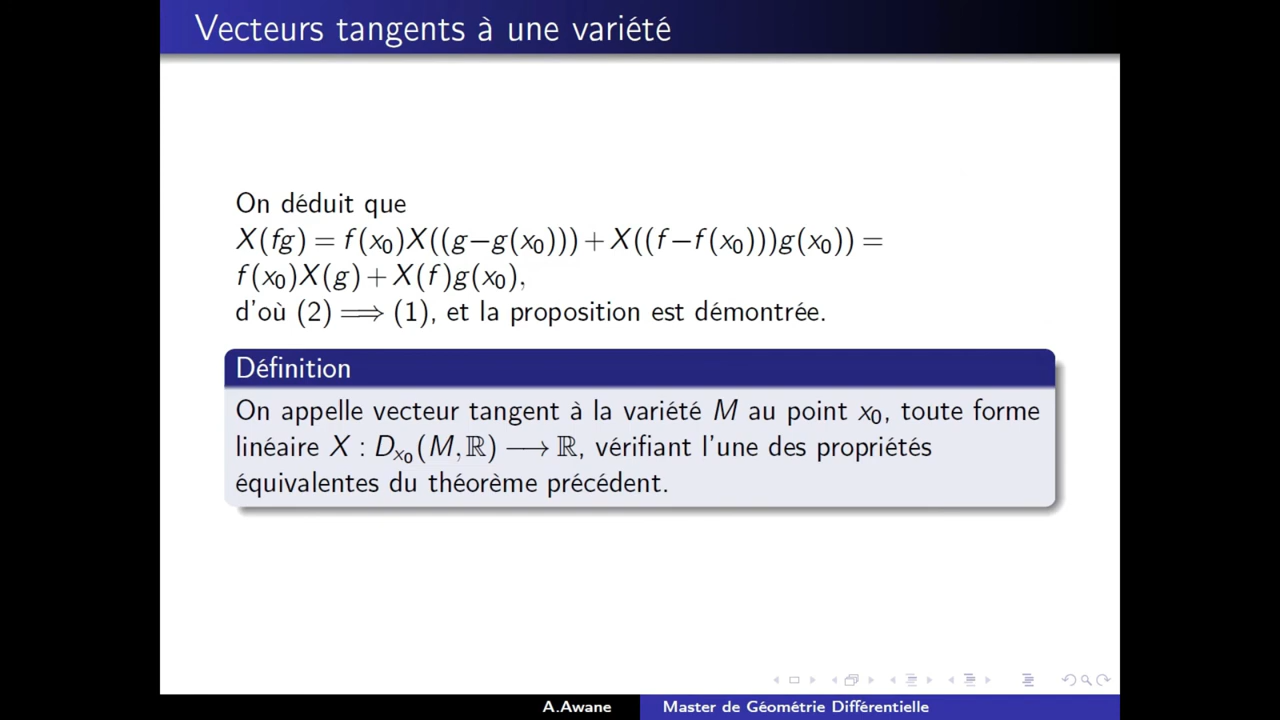 Vecteurs tangents à une variété
On déduit que
X(fg) = f(x₀)X((g−g(x₀))) + X((f−f(x₀)))g(x₀)) =
f(x₀)X(g) + X(f)g(x₀),
d'où (2) ⟹ (1), et la proposition est démontrée.
Définition
On appelle vecteur tangent à la variété M au point x₀, toute forme
linéaire X : D_{x₀}(M,ℝ) ⟶ ℝ, vérifiant l'une des propriétés
équivalentes du théorème précédent.
A.Awane Master de Géométrie Différentielle